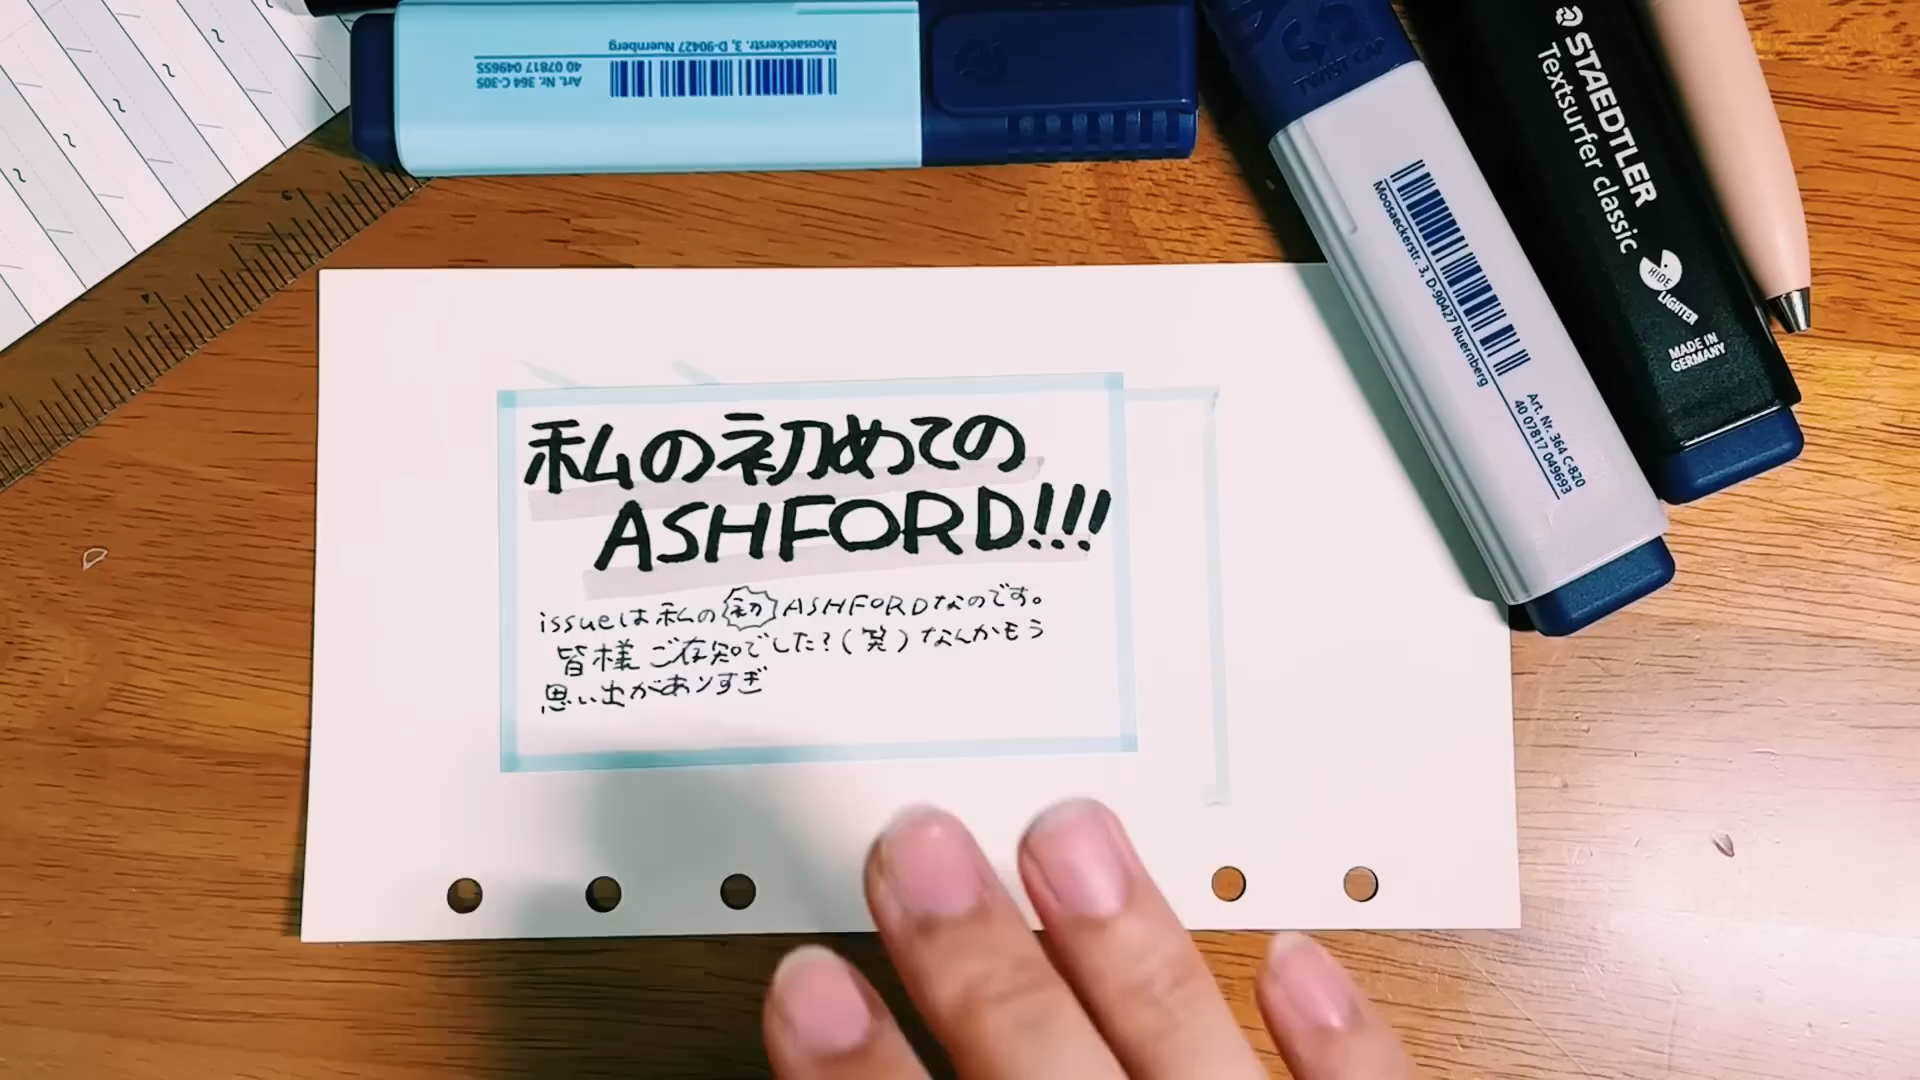 Moosaeckerstr. 3, D-90427 Nuernberg
40 07817 049655
Art. Nr. 364 C-305
TWIST CAP
Moosaeckerstr. 3, D-90427 Nuernberg
Art. Nr. 364 C-820
40 07817 049693
STAEDTLER
Textsurfer classic
HIDE
LIGHTER
MADE IN
GERMANY
私の初めての
ASHFORD!!!
issueは私の初ASHFORDなのです。
皆様ご存知でした?(笑)なんかもう
思い出がありすぎ